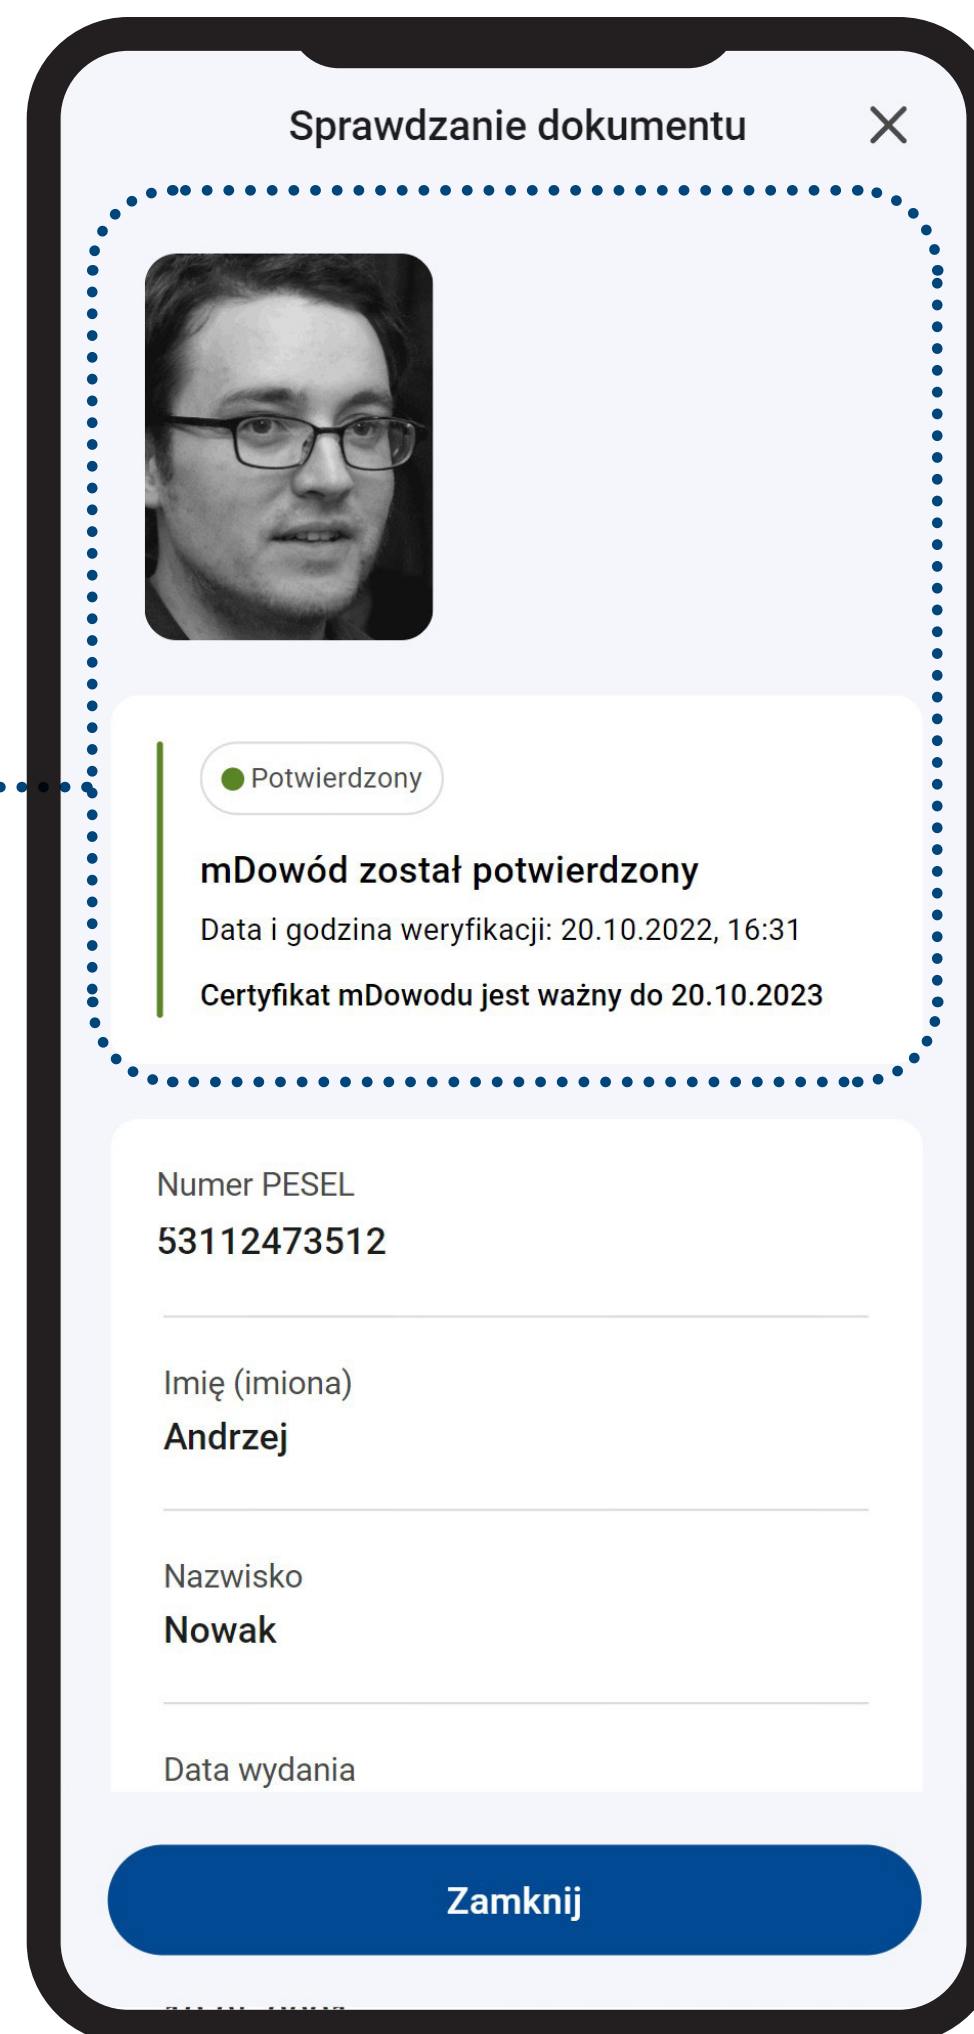 Sprawdzanie dokumentu
Potwierdzony
mDowód został potwierdzony
Data i godzina weryfikacji: 20.10.2022, 16:31
Certyfikat mDowodu jest ważny do 20.10.2023
Numer PESEL
53112473512
Imię (imiona)
Andrzej
Nazwisko
Nowak
Data wydania
Zamknij